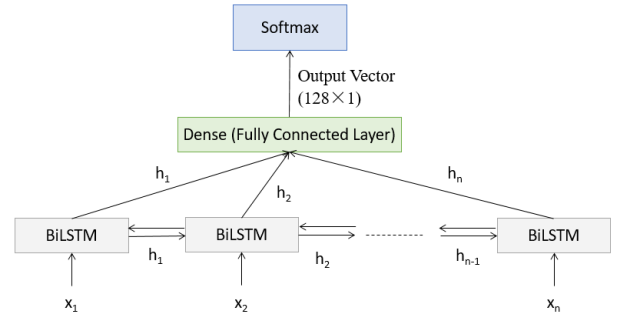 Softmax
Output Vector
(128×1)
Dense (Fully Connected Layer)
h₁
h₂
hₙ
BiLSTM
BiLSTM
BiLSTM
h₁
h₂
hₙ₋₁
x₁
x₂
xₙ